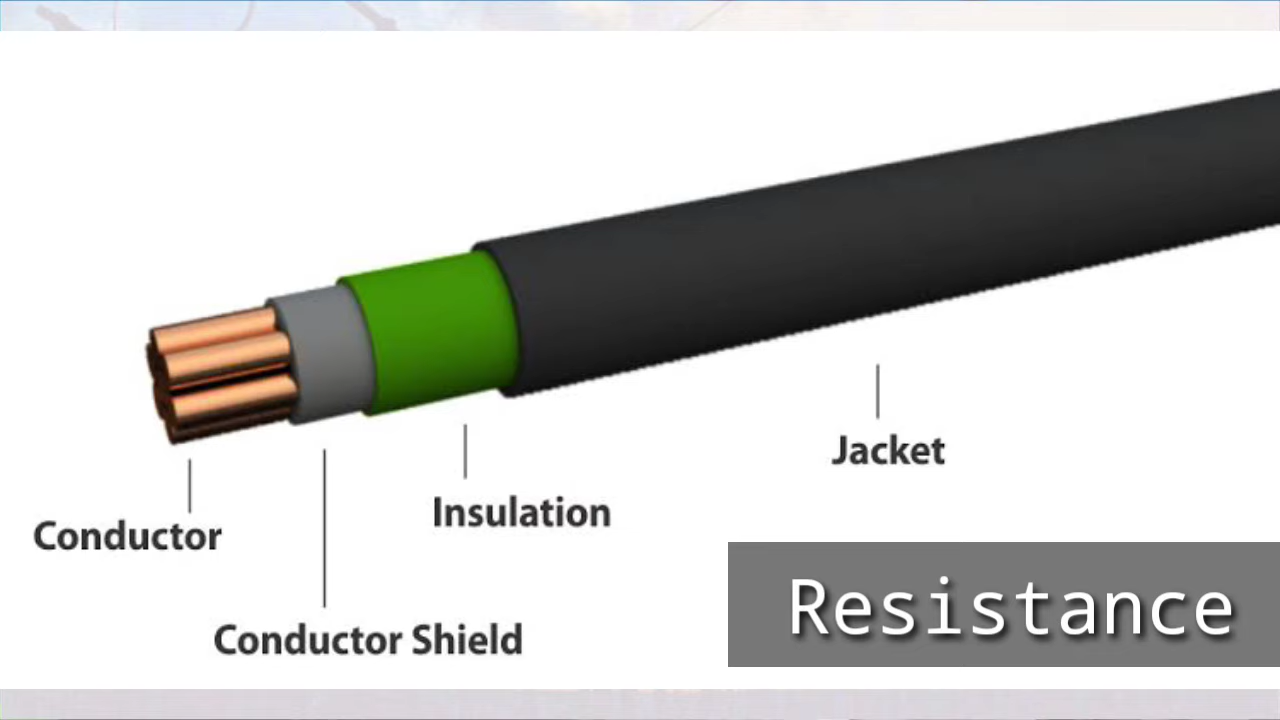 Jacket
Insulation
Conductor
Conductor Shield
Resistance